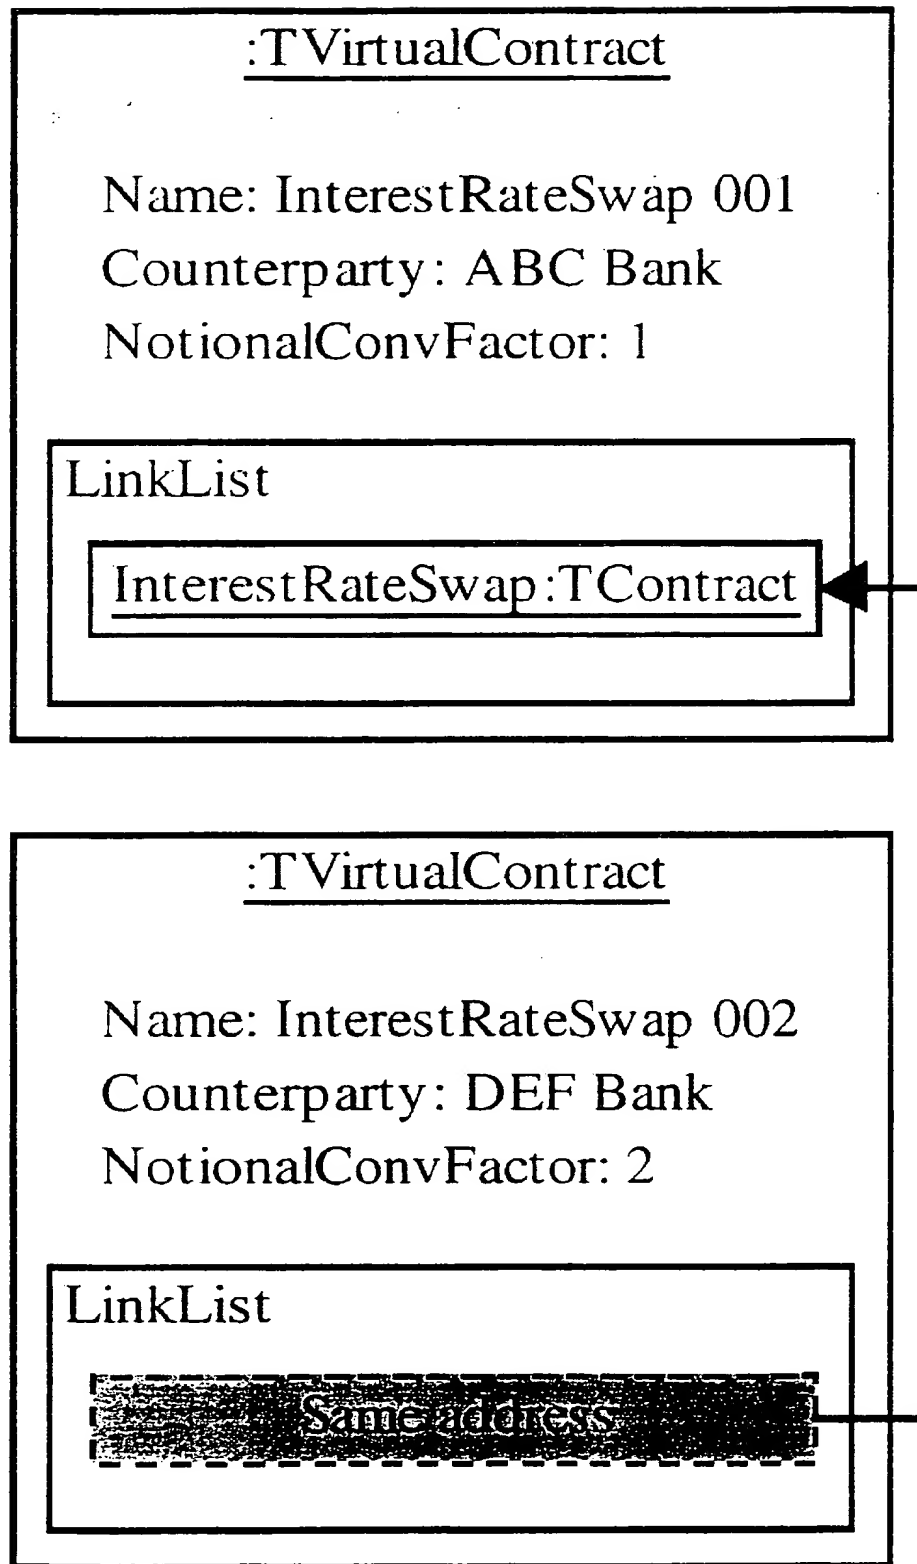 :TVirtualContract
Name: InterestRateSwap 001
Counterparty: ABC Bank
NotionalConvFactor: 1
LinkList
InterestRateSwap:TContract
:TVirtualContract
Name: InterestRateSwap 002
Counterparty: DEF Bank
NotionalConvFactor: 2
LinkList
Same address